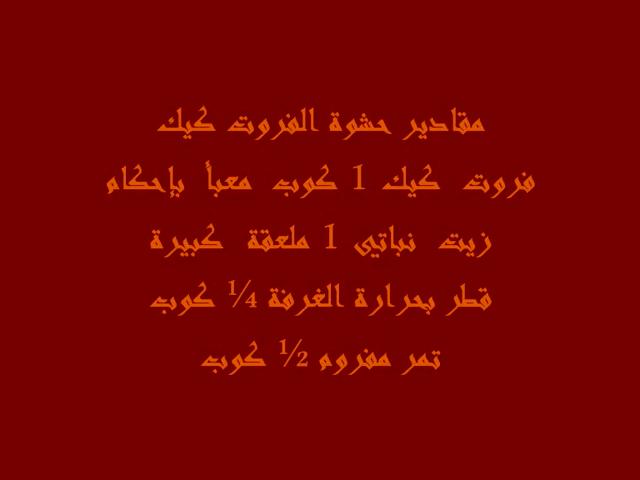 مقادير حشوة الفروت كيك
فروت كيك 1 كوب معبأ بإحكام
زيت نباتي 1 ملعقة كبيرة
قطر بحرارة الغرفة ¼ كوب
تمر مفروم ½ كوب